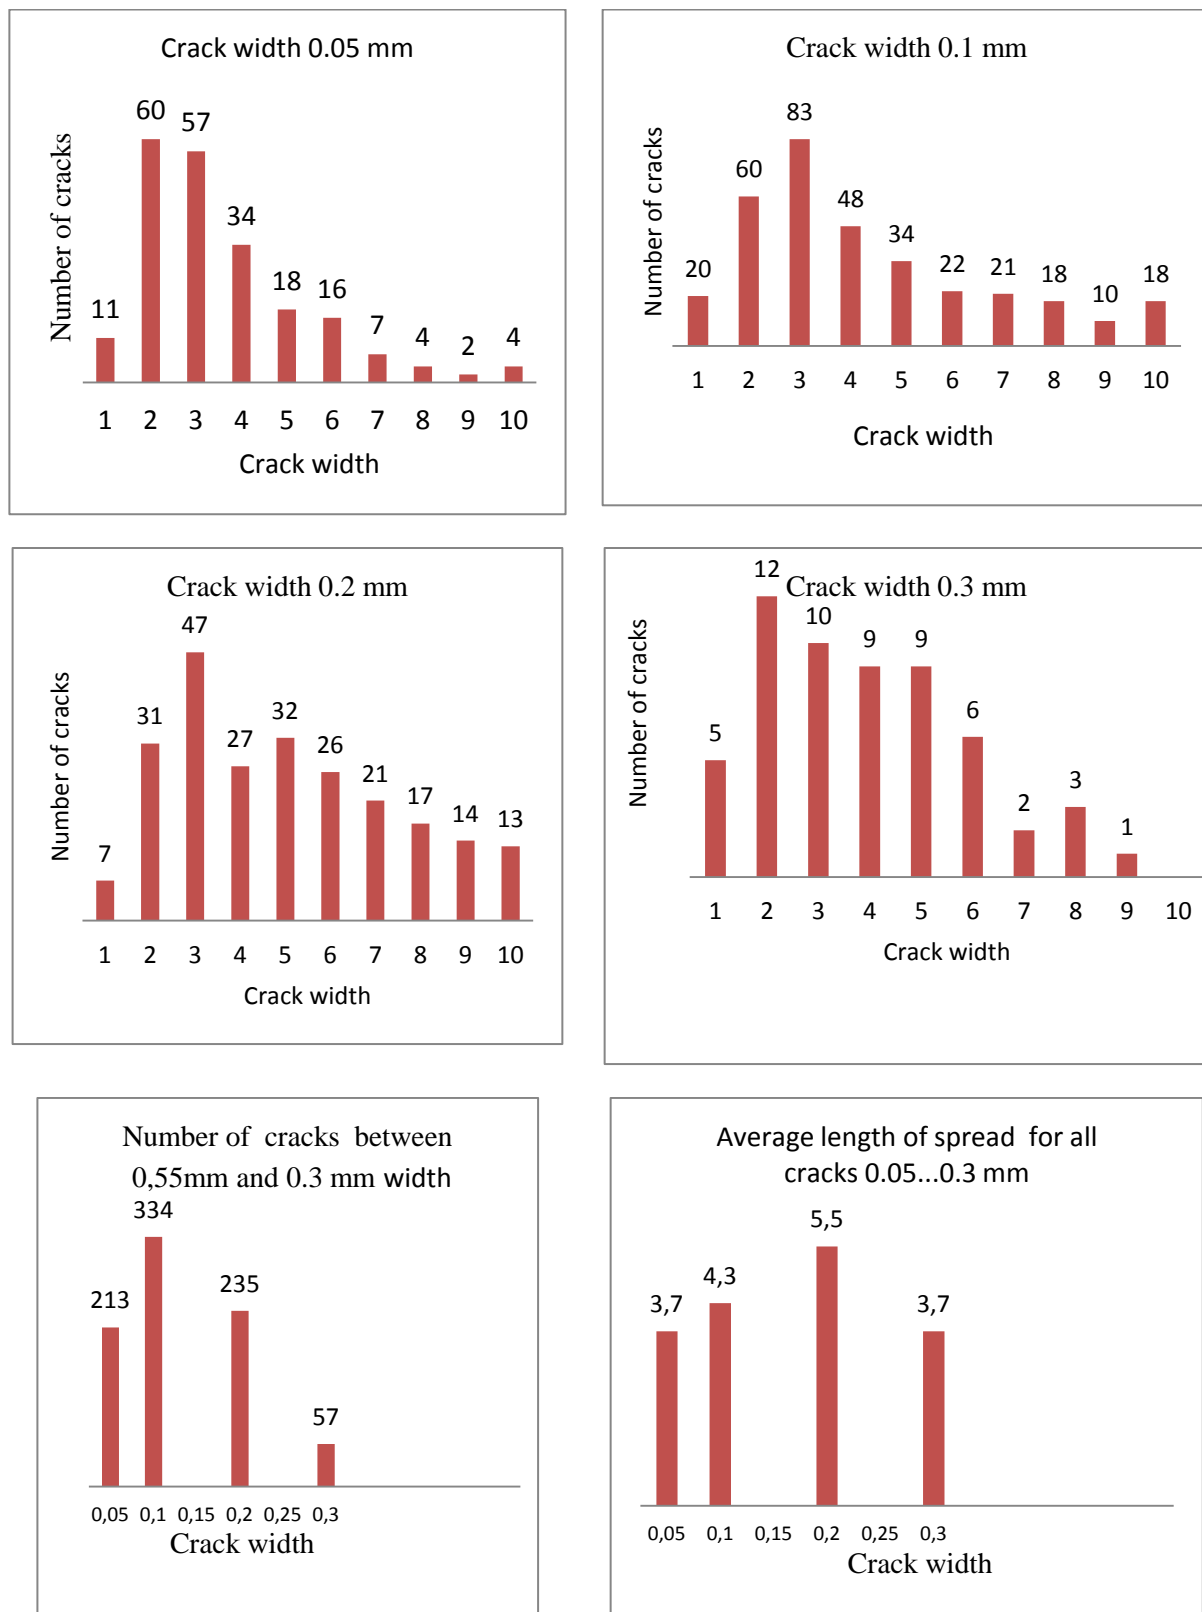 Crack width 0.05 mm
Number of cracks
11 60 57 34 18 16 7 4 2 4
1 2 3 4 5 6 7 8 9 10
Crack width
Crack width 0.1 mm
Number of cracks
20 60 83 48 34 22 21 18 10 18
1 2 3 4 5 6 7 8 9 10
Crack width
Crack width 0.2 mm
Number of cracks
7 31 47 27 32 26 21 17 14 13
1 2 3 4 5 6 7 8 9 10
Crack width
Crack width 0.3 mm
Number of cracks
5 12 10 9 9 6 2 3 1
1 2 3 4 5 6 7 8 9 10
Crack width
Number of cracks between
0,55mm and 0.3 mm width
213 334 235 57
0,05 0,1 0,15 0,2 0,25 0,3
Crack width
Average length of spread for all
cracks 0.05...0.3 mm
3,7 4,3 5,5 3,7
0,05 0,1 0,15 0,2 0,25 0,3
Crack width